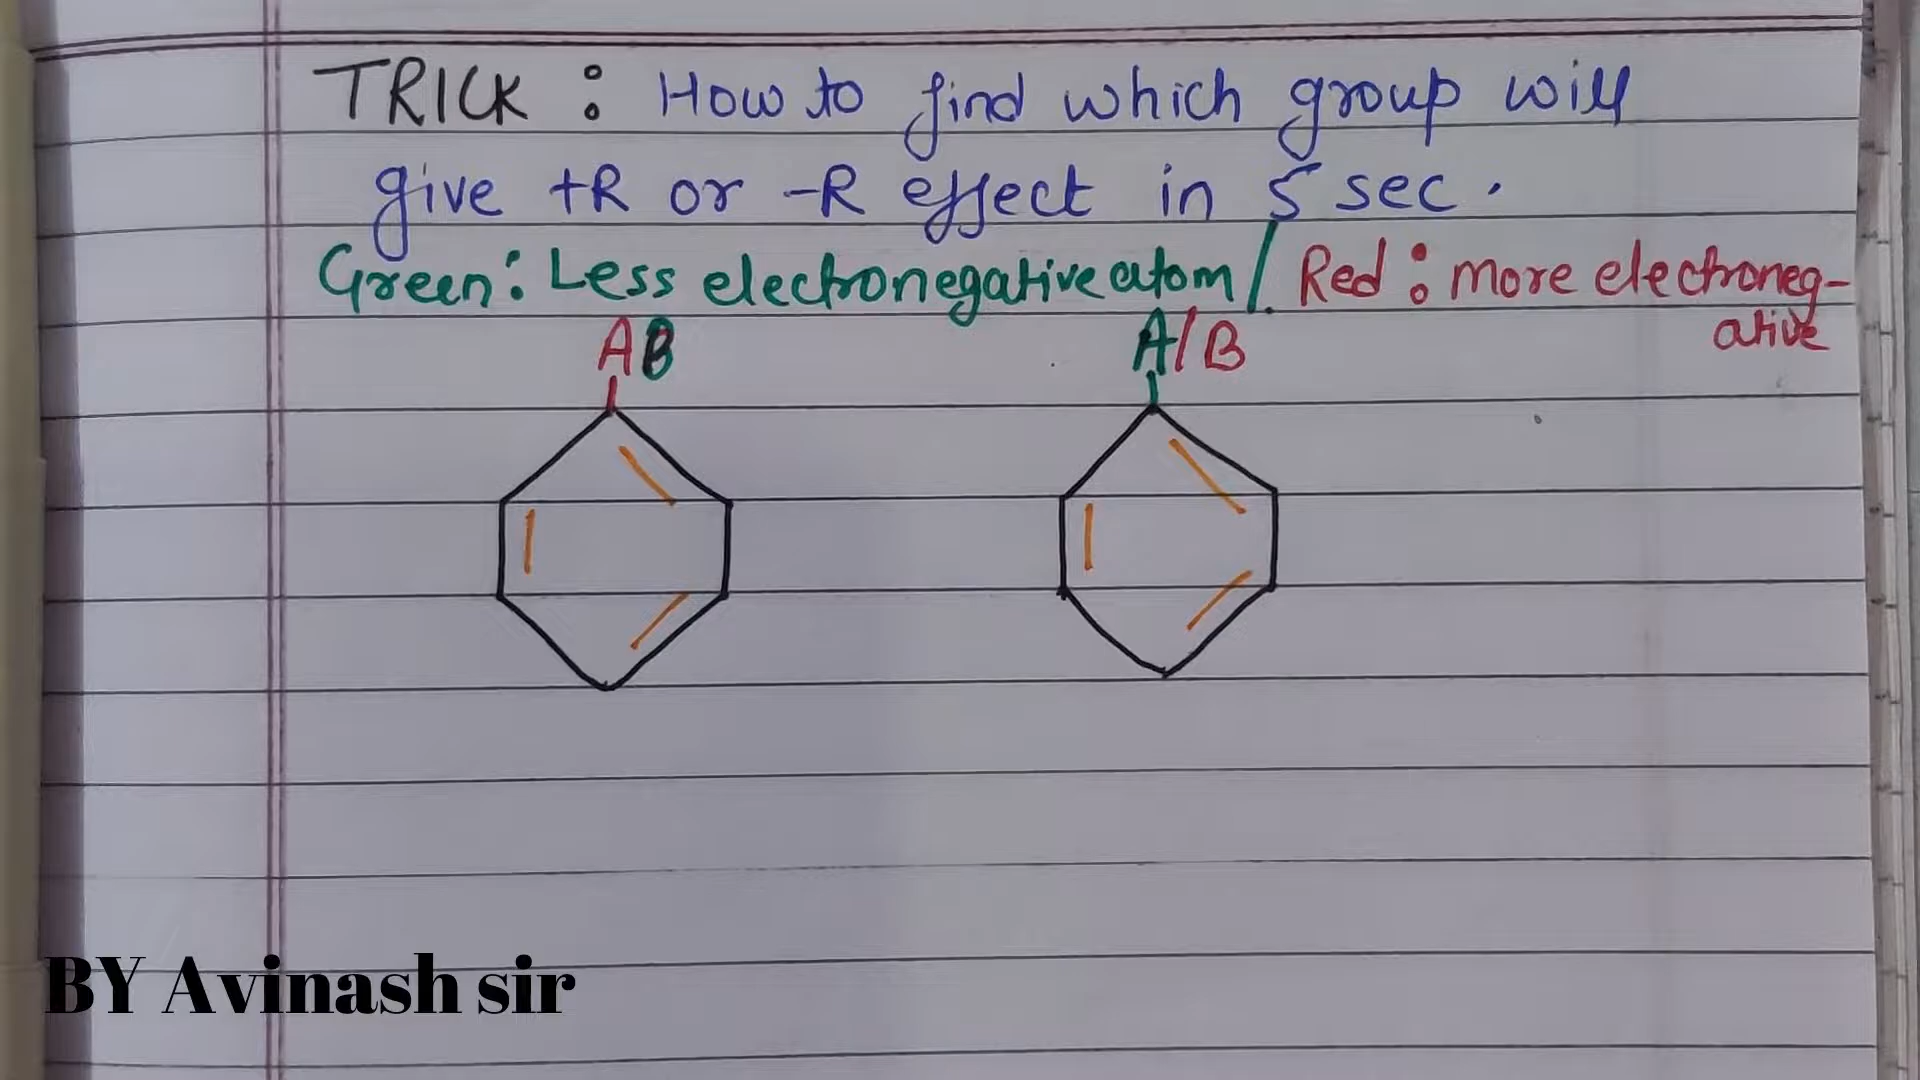 TRICK : How to find which group will
give +R or -R effect in 5 sec.
Green: Less electronegative atom / Red: more electroneg-
ative
AB A/B
BY Avinash sir